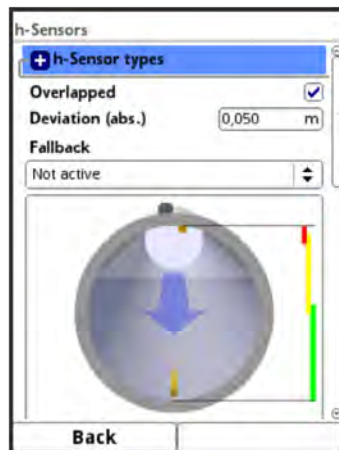 h-Sensors
h-Sensor types
Overlapped
Deviation (abs.) 0,050 m
Fallback
Not active
Back